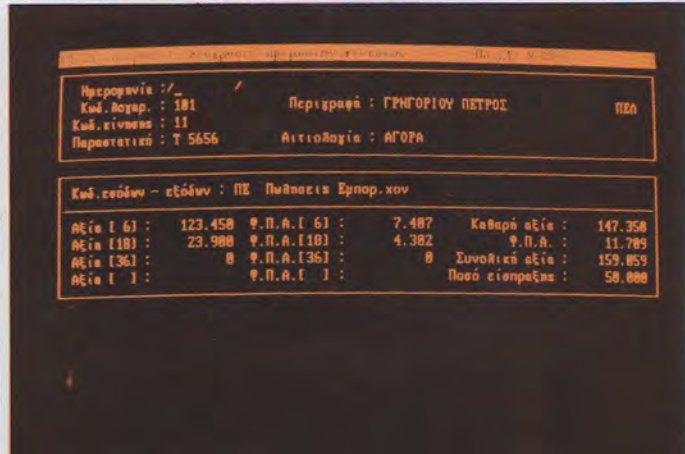 Ημερομηνία :/_ /
Κωδ.λογαρ. : 101 Περιγραφή : ΓΡΗΓΟΡΙΟΥ ΠΕΤΡΟΣ ΠΕΛ
Κωδ.κίνησης : 11
Παραστατικό : Τ 5656 Αιτιολογία : ΑΓΟΡΑ
Κωδ.εσόδων - εξόδων : ΠΕ Πωλησεις Εμπορ.χον
Αξία [ 6] : 123.450 Φ.Π.Α.[ 6] : 7.407 Καθαρή αξία : 147.350
Αξία [18] : 23.900 Φ.Π.Α.[18] : 4.302 Φ.Π.Α. : 11.709
Αξία [36] : 0 Φ.Π.Α.[36] : 0 Συνολική αξία : 159.059
Αξία [ ] : Φ.Π.Α.[ ] : Ποσό είσπραξης : 50.000